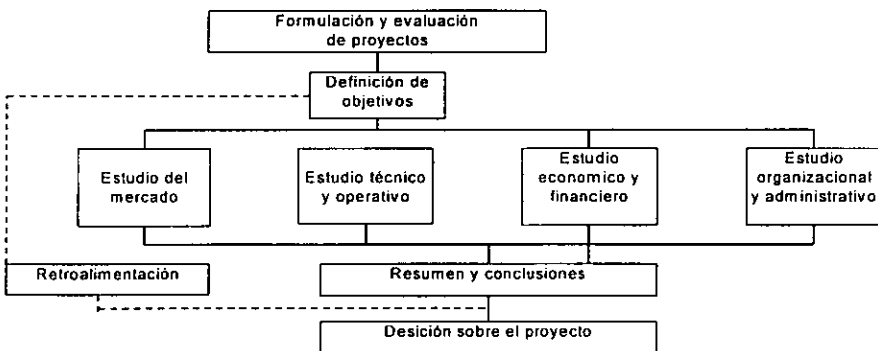 Formulación y evaluación
de proyectos
Definición de
objetivos
Estudio del
mercado
Estudio técnico
y operativo
Estudio
economico y
financiero
Estudio
organizacional
y administrativo
Retroalimentación
Resumen y conclusiones
Desición sobre el proyecto